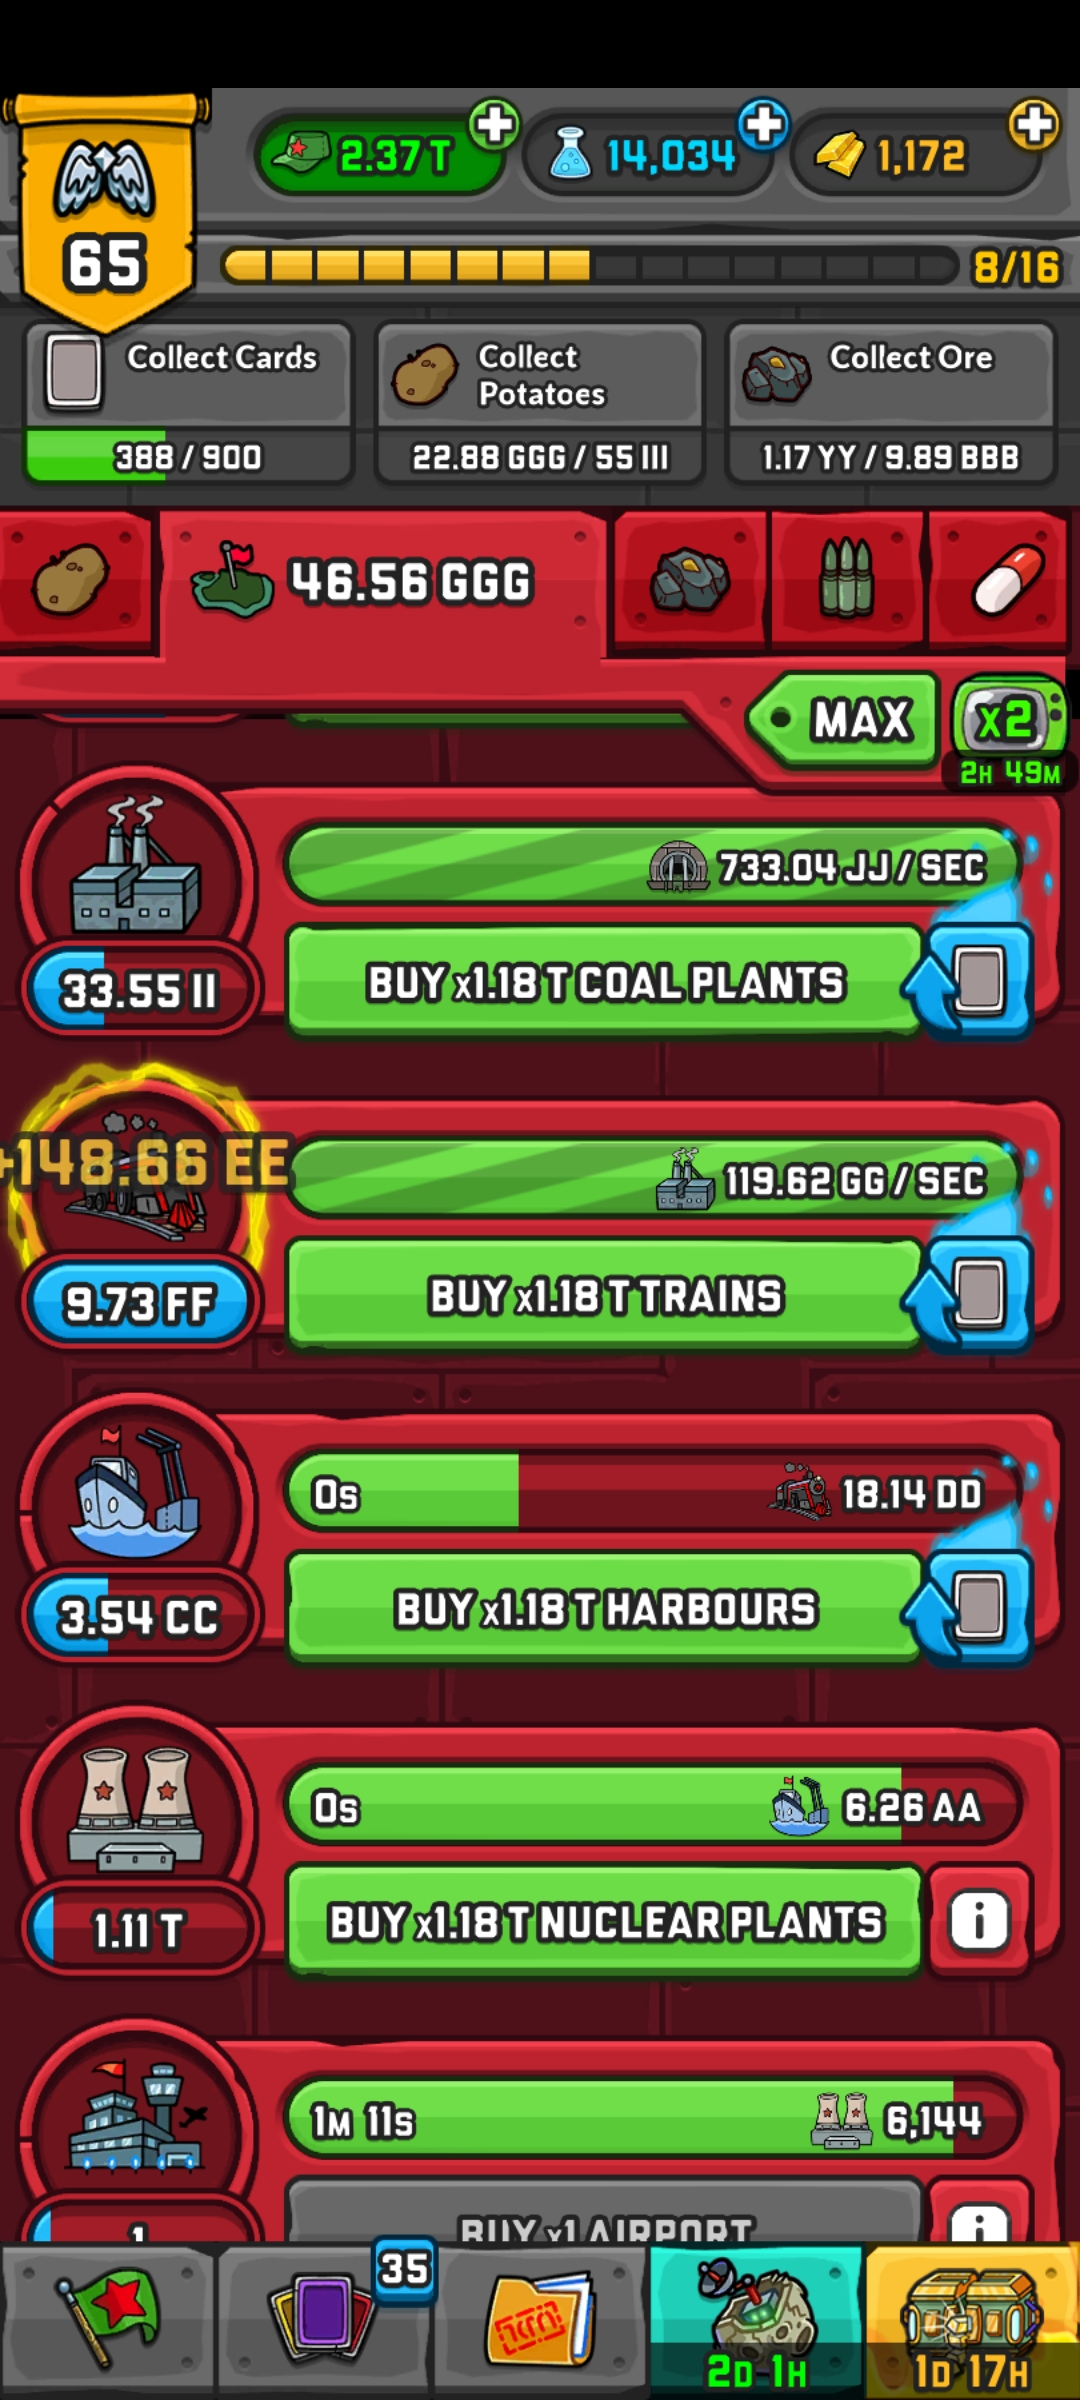 65
2.37 T
14,034
1,172
8/16
Collect Cards
388 / 900
Collect
Potatoes
22.88 GGG / 55 III
Collect Ore
1.17 YY / 9.89 BBB
46.56 GGG
MAX
x2
2H 49M
733.04 JJ / SEC
33.55 II
BUY x1.18 T COAL PLANTS
+148.66 EE
119.62 GG / SEC
9.73 FF
BUY x1.18 T TRAINS
0s
18.14 DD
3.54 CC
BUY x1.18 T HARBOURS
0s
6.26 AA
1.11 T
BUY x1.18 T NUCLEAR PLANTS
i
1M 11s
6,144
1
BUY x1 AIRPORT
i
35
2D 1H
1D 17H